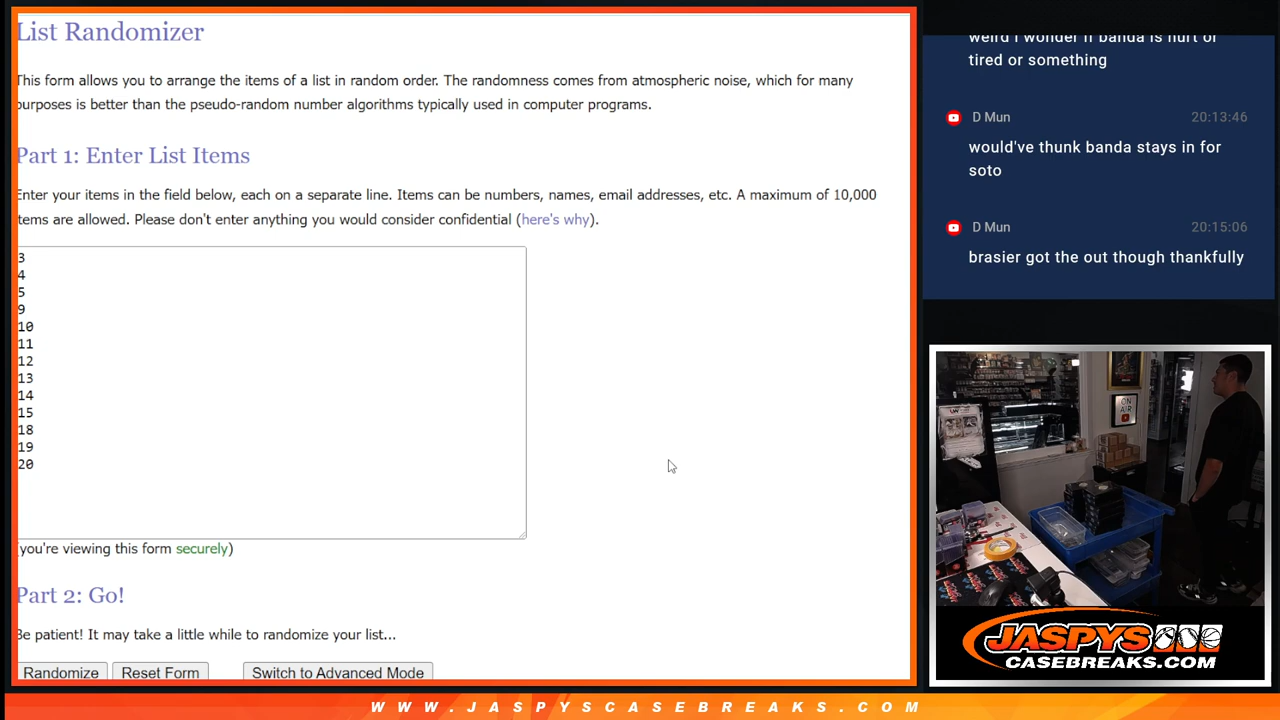 List Randomizer
This form allows you to arrange the items of a list in random order. The randomness comes from atmospheric noise, which for many
purposes is better than the pseudo-random number algorithms typically used in computer programs.
Part 1: Enter List Items
Enter your items in the field below, each on a separate line. Items can be numbers, names, email addresses, etc. A maximum of 10,000
items are allowed. Please don't enter anything you would consider confidential (here's why).
3
4
5
9
10
11
12
13
14
15
18
19
20
(you're viewing this form securely)
Part 2: Go!
Be patient! It may take a little while to randomize your list...
Randomize Reset Form Switch to Advanced Mode
weird i wonder if banda is hurt or
tired or something
D Mun 20:13:46
would've thunk banda stays in for
soto
D Mun 20:15:06
brasier got the out though thankfully
ON
AIR
JASPYS
CASEBREAKS.COM
WWW.JASPYSCASEBREAKS.COM